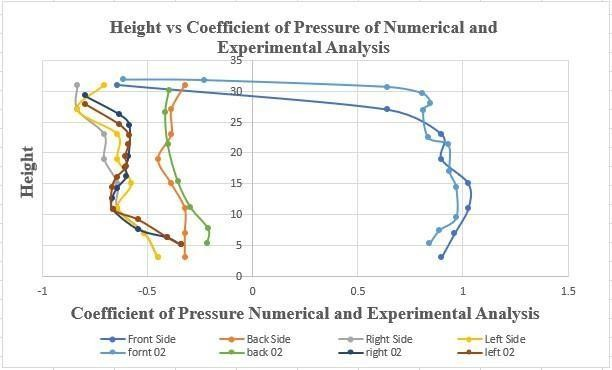 Height vs Coefficient of Pressure of Numerical and
Experimental Analysis
35
30
25
20
15
10
5
0
-1 -0.5 0 0.5 1 1.5
Height
Coefficient of Pressure Numerical and Experimental Analysis
Front Side Back Side Right Side Left Side
fornt 02 back 02 right 02 left 02